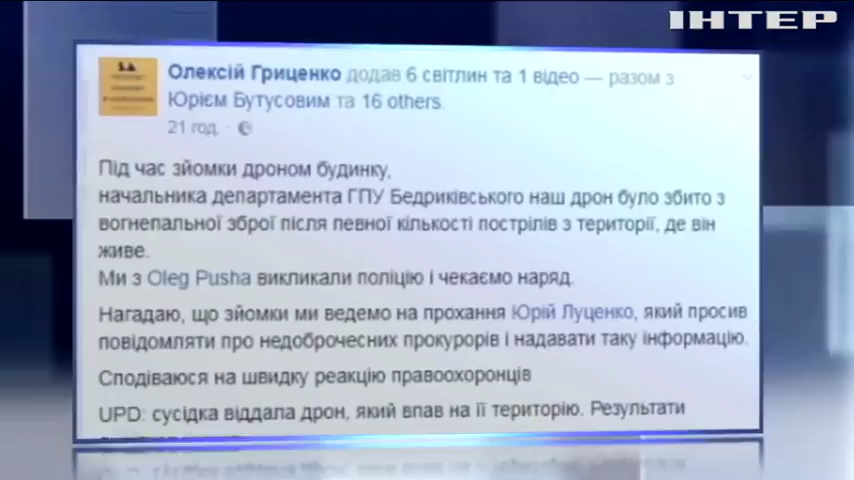 ІНТЕР
Олексій Гриценко додав 6 світлин та 1 відео — разом з
Юрієм Бутусовим та 16 others.
21 год. ·
Під час зйомки дроном будинку,
начальника департамента ГПУ Бедриківського наш дрон було збито з
вогнепальної зброї після певної кількості пострілів з території, де він
живе.
Ми з Oleg Pusha викликали поліцію і чекаємо наряд.
Нагадаю, що зйомки ми ведемо на прохання Юрій Луценко, який просив
повідомляти про недоброчесних прокурорів і надавати таку інформацію.
Сподіваюся на швидку реакцію правоохоронців
UPD: сусідка віддала дрон, який впав на її територію. Результати